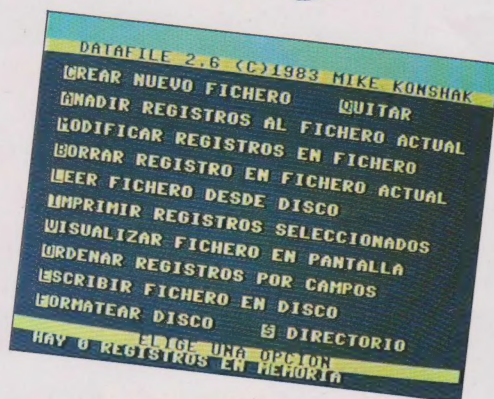 DATAFILE 2.6 (C)1983 MIKE KONSHAK
CREAR NUEVO FICHERO QUITAR
AÑADIR REGISTROS AL FICHERO ACTUAL
MODIFICAR REGISTROS EN FICHERO
BORRAR REGISTRO EN FICHERO ACTUAL
LEER FICHERO DESDE DISCO
IMPRIMIR REGISTROS SELECCIONADOS
VISUALIZAR FICHERO EN PANTALLA
ORDENAR REGISTROS POR CAMPOS
ESCRIBIR FICHERO EN DISCO
FORMATEAR DISCO S DIRECTORIO
ELIGE UNA OPCION
HAY 0 REGISTROS EN MEMORIA